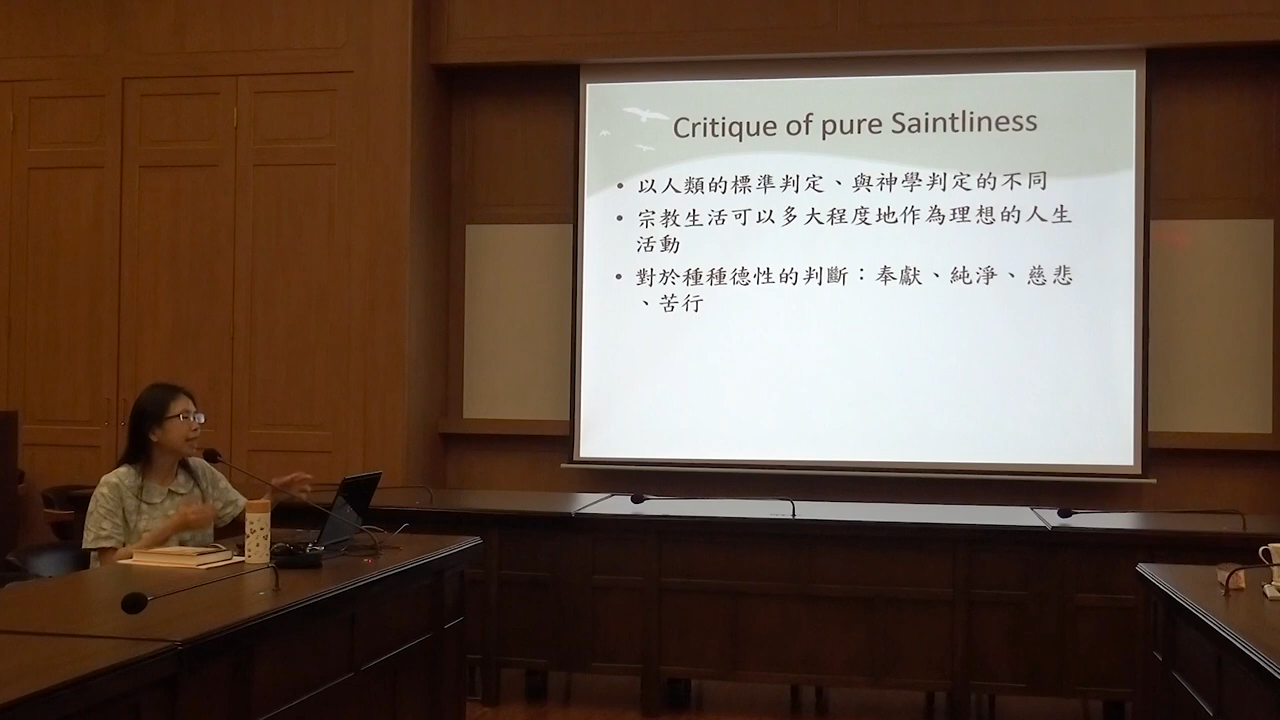 Critique of pure Saintliness
• 以人類的標準判定、與神學判定的不同
• 宗教生活可以多大程度地作為理想的人生
活動
• 對於種種德性的判斷：奉獻、純淨、慈悲
、苦行